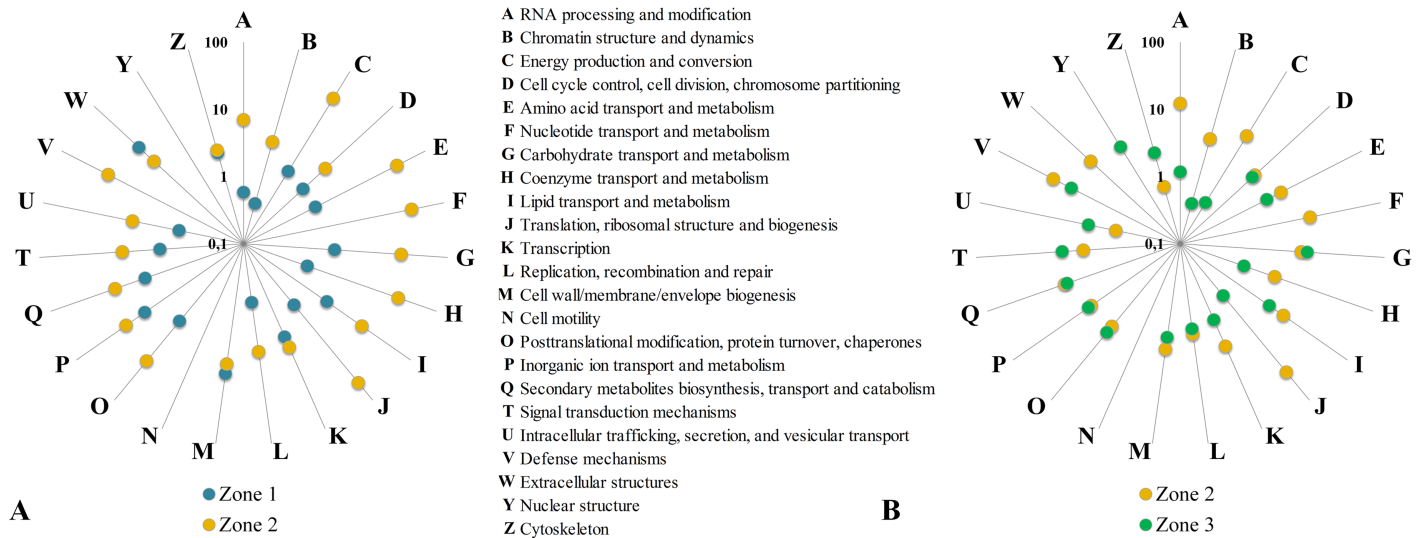 A
B
C
D
E
F
G
H
I
J
K
L
M
N
O
P
Q
T
U
V
W
Y
Z
100
10
1
0,1
Zone 1
Zone 2
A
A RNA processing and modification
B Chromatin structure and dynamics
C Energy production and conversion
D Cell cycle control, cell division, chromosome partitioning
E Amino acid transport and metabolism
F Nucleotide transport and metabolism
G Carbohydrate transport and metabolism
H Coenzyme transport and metabolism
I Lipid transport and metabolism
J Translation, ribosomal structure and biogenesis
K Transcription
L Replication, recombination and repair
M Cell wall/membrane/envelope biogenesis
N Cell motility
O Posttranslational modification, protein turnover, chaperones
P Inorganic ion transport and metabolism
Q Secondary metabolites biosynthesis, transport and catabolism
T Signal transduction mechanisms
U Intracellular trafficking, secretion, and vesicular transport
V Defense mechanisms
W Extracellular structures
Y Nuclear structure
Z Cytoskeleton
A
B
C
D
E
F
G
H
I
J
K
L
M
N
O
P
Q
T
U
V
W
Y
Z
100
10
1
0,1
Zone 2
Zone 3
B